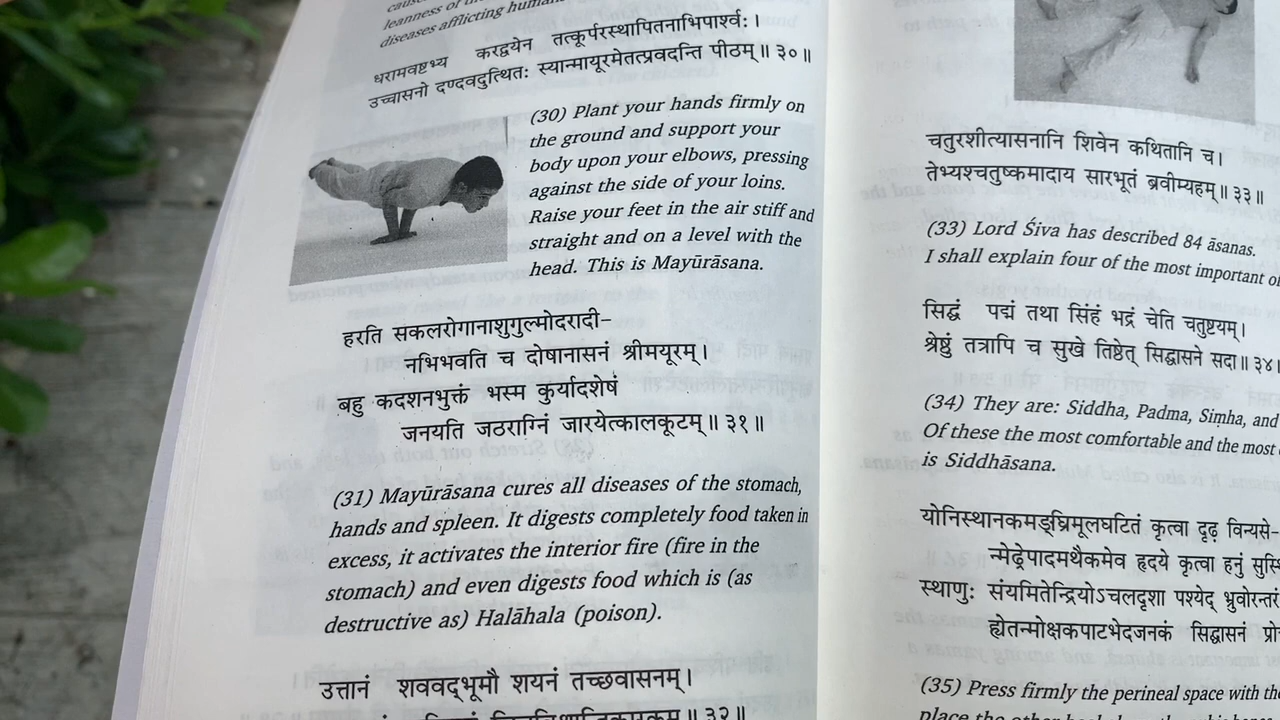 leanness of
diseases afflicting human
धरामवष्टभ्य करद्वयेन तत्कूर्परस्थापितनाभिपार्श्वः।
उच्चासनो दण्डवदुत्थितः स्यान्मायूरमेतत्प्रवदन्ति पीठम्॥ ३०॥
(30) Plant your hands firmly on
the ground and support your
body upon your elbows, pressing
against the side of your loins.
Raise your feet in the air stiff and
straight and on a level with the
head. This is Mayūrāsana.
हरति सकलरोगानाशुगुल्मोदरादी–
नभिभवति च दोषानासनं श्रीमयूरम्।
बहु कदशनभुक्तं भस्म कुर्यादशेषं
जनयति जठराग्निं जारयेत्कालकूटम्॥ ३१॥
(31) Mayūrāsana cures all diseases of the stomach,
hands and spleen. It digests completely food taken in
excess, it activates the interior fire (fire in the
stomach) and even digests food which is (as
destructive as) Halāhala (poison).
उत्तानं शववद्भूमौ शयनं तच्छवासनम्।
॥ ३२॥
चतुरशीत्यासनानि शिवेन कथितानि च।
तेभ्यश्चतुष्कमादाय सारभूतं ब्रवीम्यहम्॥ ३३॥
(33) Lord Śiva has described 84 āsanas.
I shall explain four of the most important
सिद्धं पद्मं तथा सिंहं भद्रं चेति चतुष्टयम्।
श्रेष्ठं तत्रापि च सुखे तिष्ठेत् सिद्धासने सदा॥ ३४
(34) They are: Siddha, Padma, Siṃha, and
Of these the most comfortable and the most
is Siddhāsana.
योनिस्थानकमङ्घ्रिमूलघटितं कृत्वा दृढ़ विन्यसे–
न्मेढ्रेपादमथैकमेव हृदये कृत्वा हनुं
स्थाणुः संयमितेन्द्रियोऽचलदृशा पश्येद् भ्रुवोरन्तरं
ह्येतन्मोक्षकपाटभेदजनकं सिद्धासनं
(35) Press firmly the perineal space with the
place the other